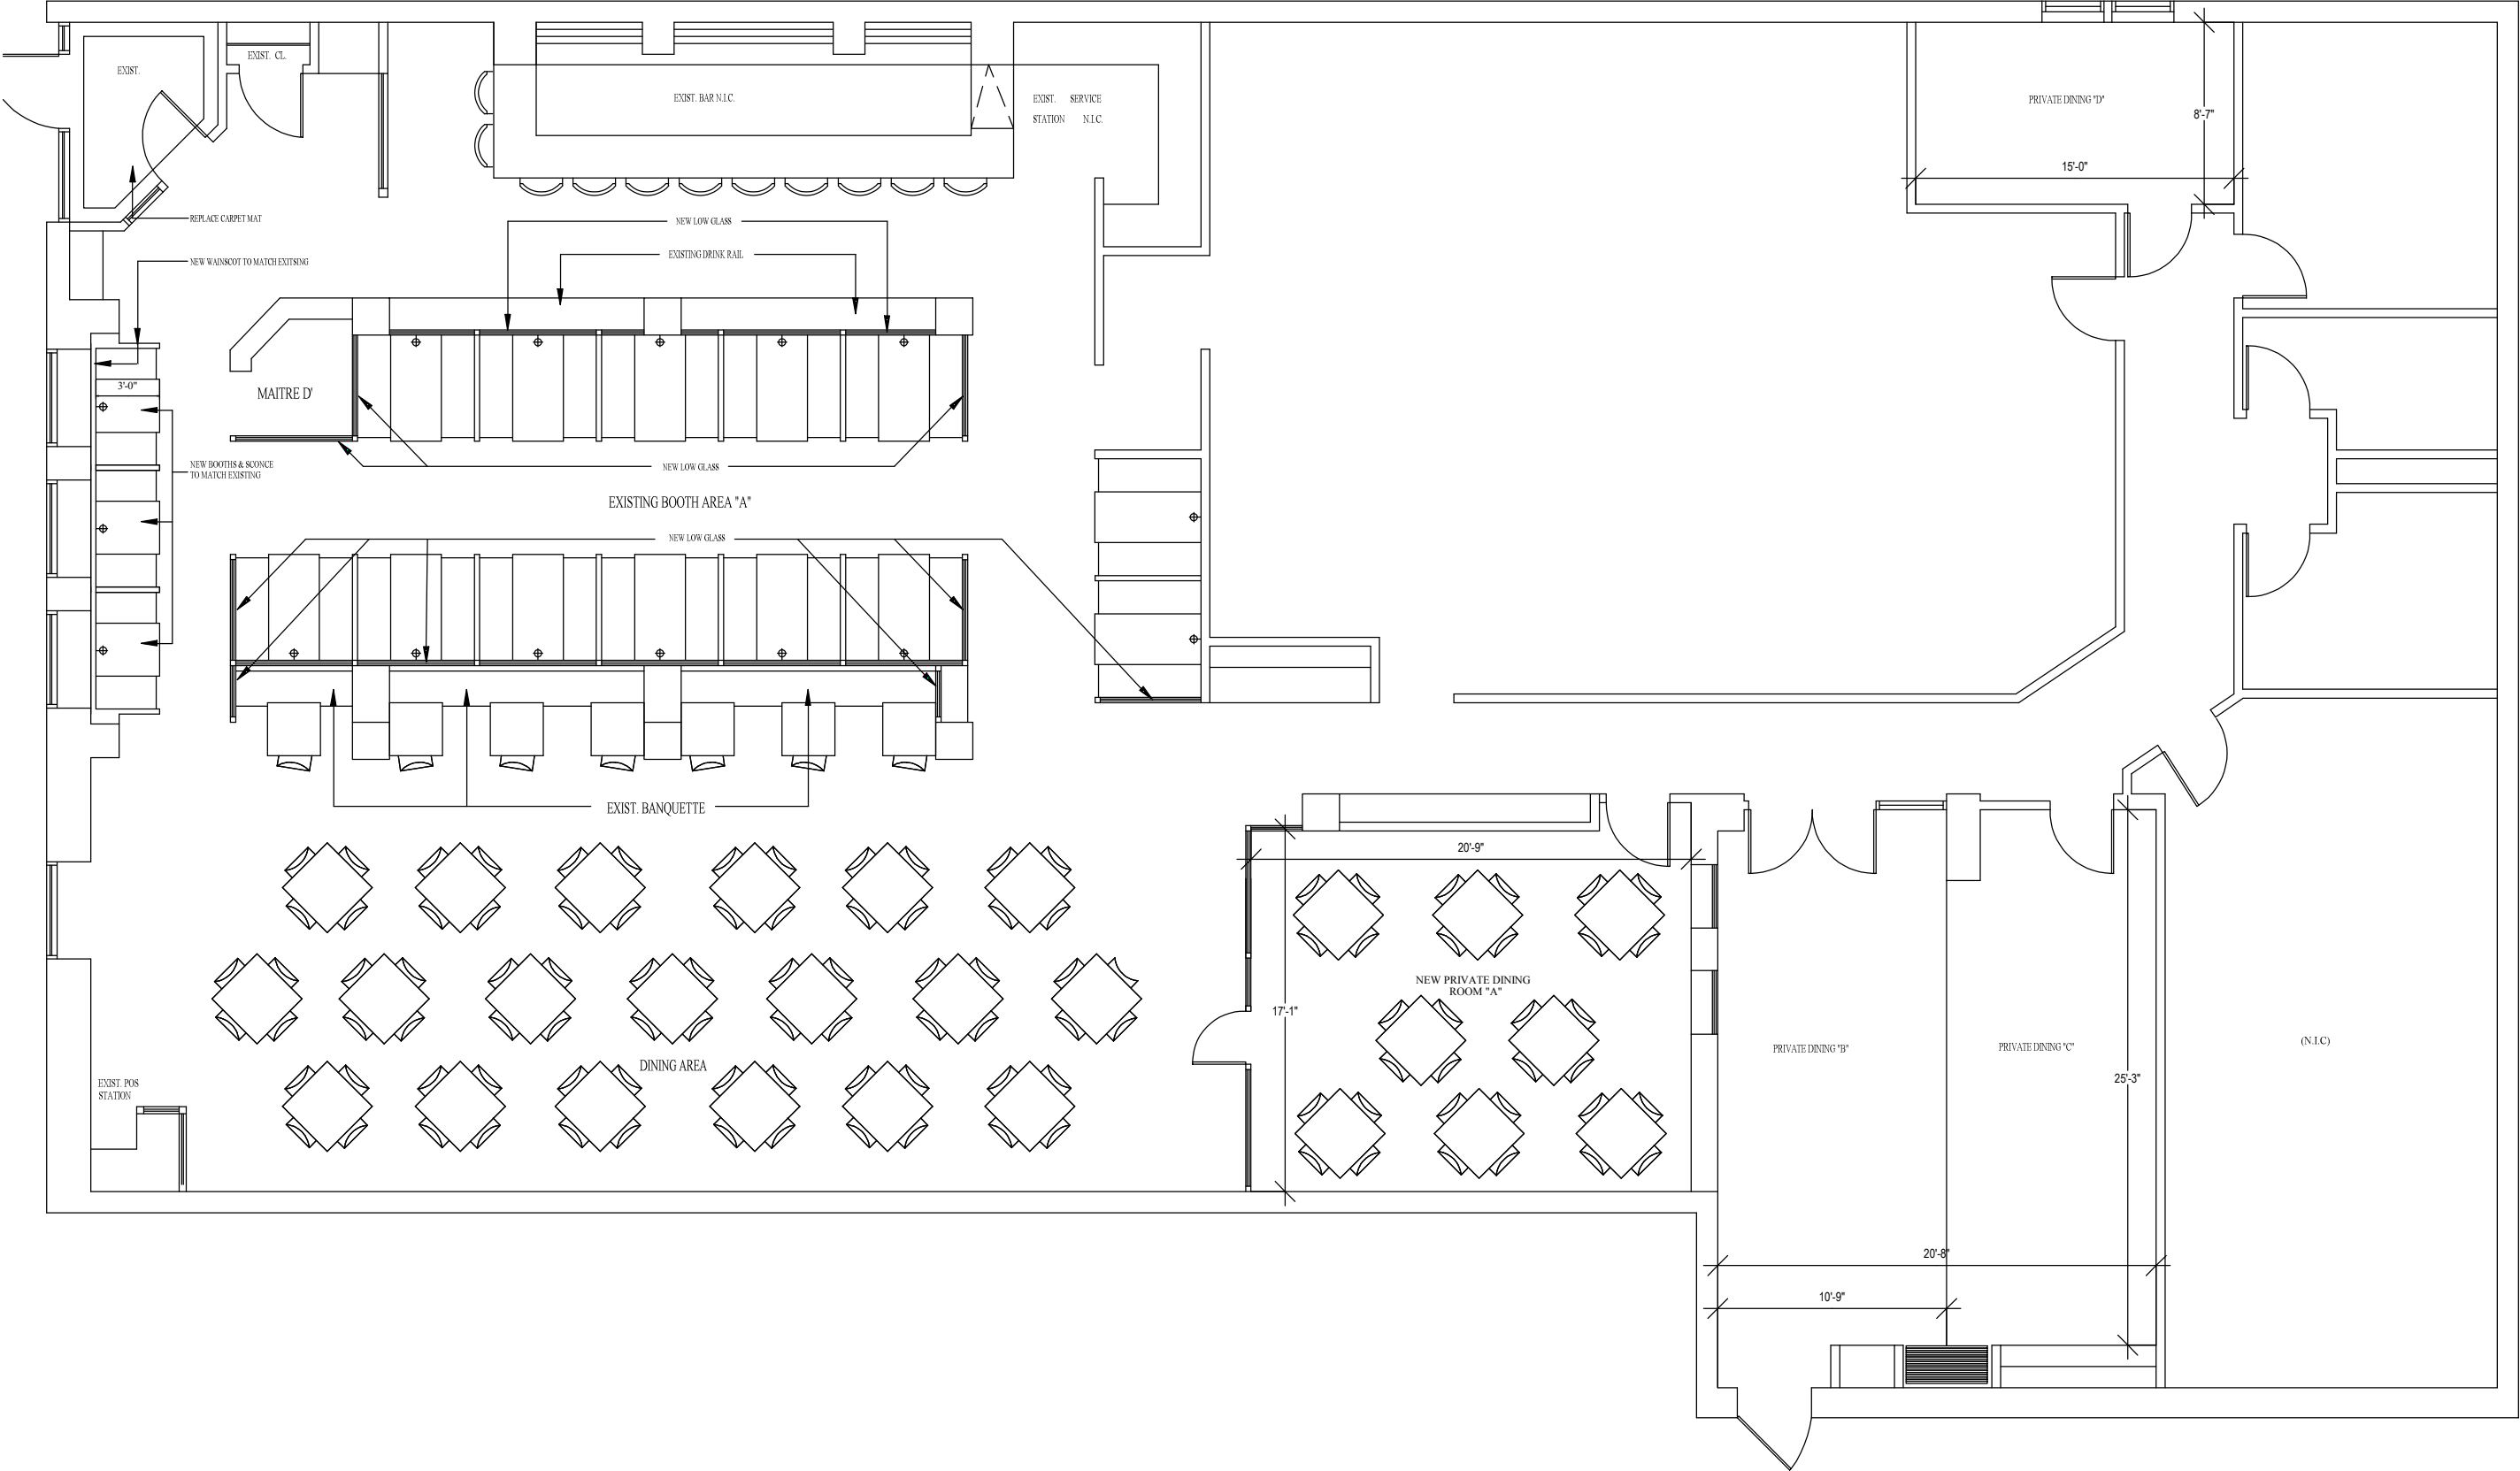 EXIST.
EXIST. CL.
EXIST. BAR N.I.C.
EXIST. SERVICE
STATION N.I.C.
PRIVATE DINING "D"
8'-7"
15'-0"
REPLACE CARPET MAT
NEW LOW GLASS
EXISTING DRINK RAIL
NEW WAINSCOT TO MATCH EXITSING
3'-0"
MAITRE D'
NEW BOOTHS & SCONCE
TO MATCH EXISTING
NEW LOW GLASS
EXISTING BOOTH AREA "A"
NEW LOW GLASS
EXIST. BANQUETTE
20'-9"
NEW PRIVATE DINING
ROOM "A"
17'-1"
PRIVATE DINING "B"
PRIVATE DINING "C"
(N.I.C)
DINING AREA
25'-3"
EXIST. POS
STATION
20'-8"
10'-9"